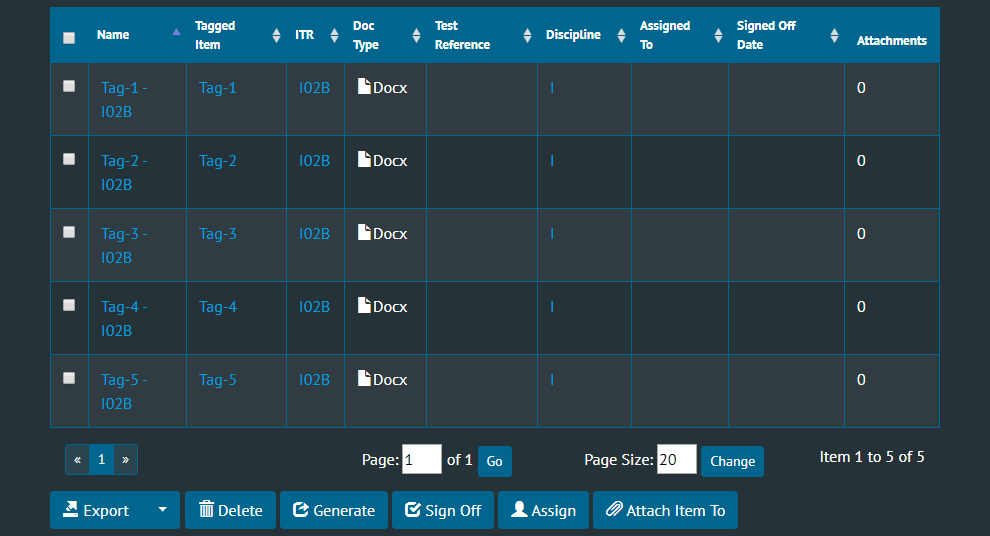 Name Tagged Item ITR Doc Type Test Reference Discipline Assigned To Signed Off Date Attachments
Tag-1 - I02B Tag-1 I02B Docx I 0
Tag-2 - I02B Tag-2 I02B Docx I 0
Tag-3 - I02B Tag-3 I02B Docx I 0
Tag-4 - I02B Tag-4 I02B Docx I 0
Tag-5 - I02B Tag-5 I02B Docx I 0
« 1 » Page: 1 of 1 Go Page Size: 20 Change Item 1 to 5 of 5
Export Delete Generate Sign Off Assign Attach Item To